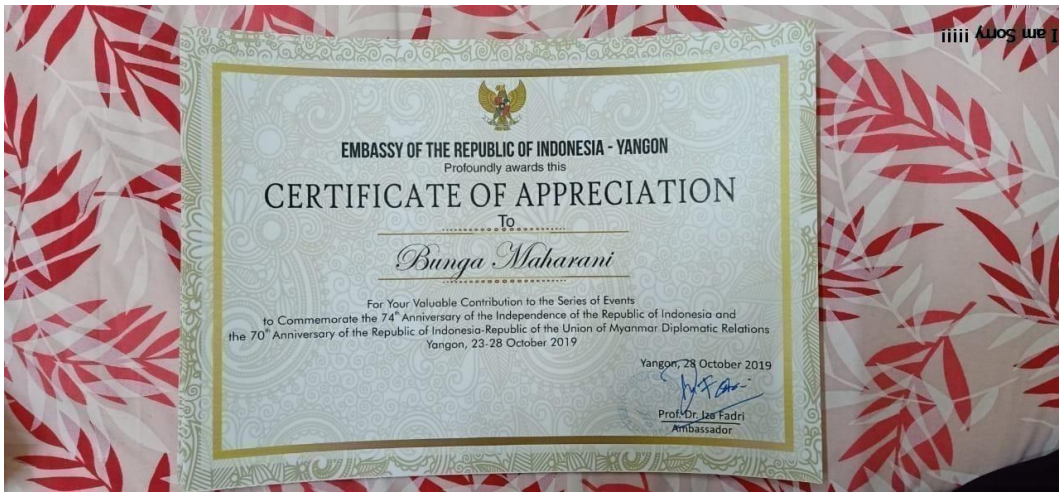 I am Sorry iiiii
EMBASSY OF THE REPUBLIC OF INDONESIA - YANGON
Profoundly awards this
CERTIFICATE OF APPRECIATION
To
Bunga Maharani
For Your Valuable Contribution to the Series of Events
to Commemorate the 74th Anniversary of the Independence of the Republic of Indonesia and
the 70th Anniversary of the Republic of Indonesia-Republic of the Union of Myanmar Diplomatic Relations
Yangon, 23-28 October 2019
Yangon, 28 October 2019
Prof. Dr. Iza Fadri
Ambassador